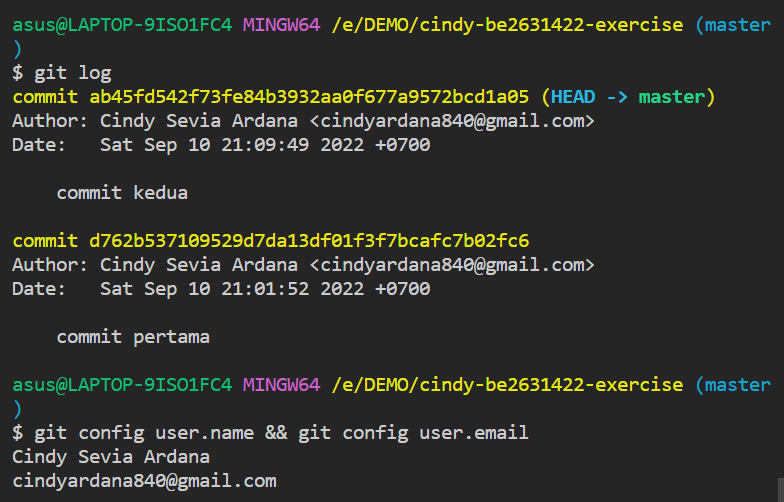 asus@LAPTOP-9ISO1FC4 MINGW64 /e/DEMO/cindy-be2631422-exercise (master
)
$ git log
commit ab45fd542f73fe84b3932aa0f677a9572bcd1a05 (HEAD -> master)
Author: Cindy Sevia Ardana <cindyardana840@gmail.com>
Date:   Sat Sep 10 21:09:49 2022 +0700
    commit kedua
commit d762b537109529d7da13df01f3f7bcafc7b02fc6
Author: Cindy Sevia Ardana <cindyardana840@gmail.com>
Date:   Sat Sep 10 21:01:52 2022 +0700
    commit pertama
asus@LAPTOP-9ISO1FC4 MINGW64 /e/DEMO/cindy-be2631422-exercise (master
)
$ git config user.name && git config user.email
Cindy Sevia Ardana
cindyardana840@gmail.com